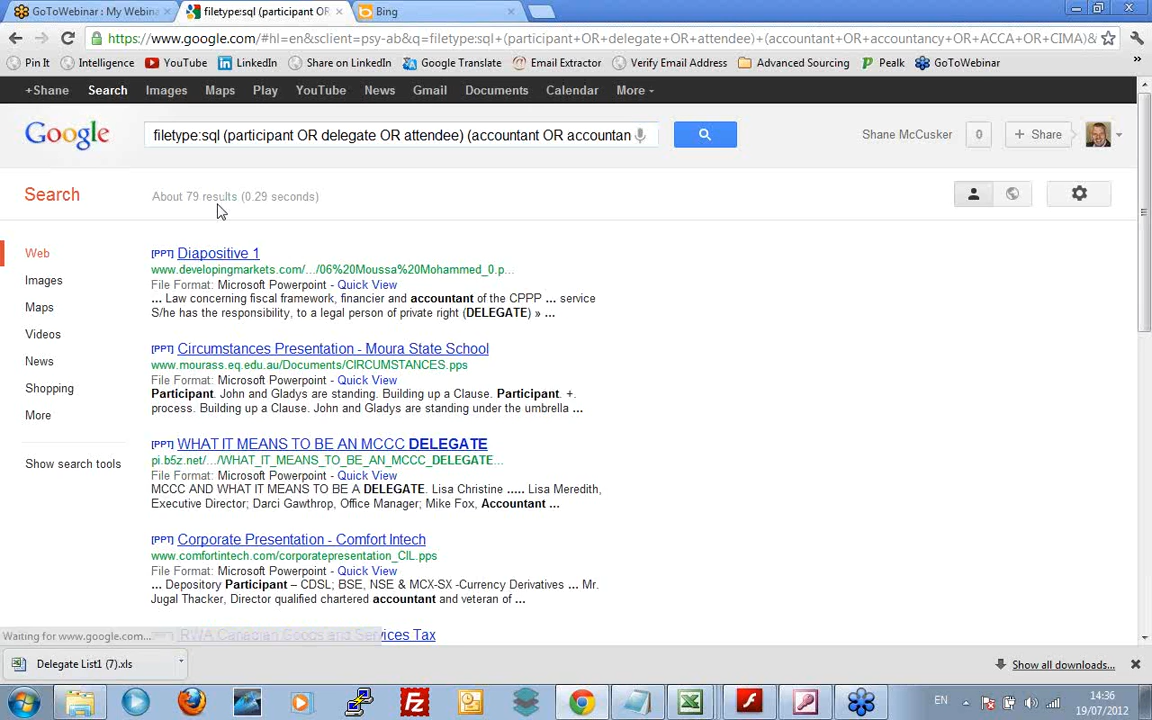 GoToWebinar : My Webin
filetype:sql (participant OR
Bing
https://www.google.com/#hl=en&sclient=psy-ab&q=filetype:sql+(participant+OR+delegate+OR+attendee)+(accountant+OR+accountancy+OR+ACCA+OR+CIMA)&
Pin It
Intelligence
YouTube
LinkedIn
Share on LinkedIn
Google Translate
Email Extractor
Verify Email Address
Advanced Sourcing
Pealk
GoToWebinar
+Share Search Images Maps Play YouTube News Gmail Documents Calendar More
Google
filetype:sql (participant OR delegate OR attendee) (accountant OR accountan
Shane McCusker
0
+ Share
Search
About 79 results (0.29 seconds)
Web
Images
Maps
Videos
News
Shopping
More
Show search tools
[PPT] Diapositive 1
www.developingmarkets.com/.../06%20Moussa%20Mohammed_0.p...
File Format: Microsoft Powerpoint - Quick View
... Law concerning fiscal framework, financier and accountant of the CPPP ... service
S/he has the responsibility, to a legal person of private right (DELEGATE) » ...
[PPT] Circumstances Presentation - Moura State School
www.mourass.eq.edu.au/Documents/CIRCUMSTANCES.pps
File Format: Microsoft Powerpoint - Quick View
Participant. John and Gladys are standing. Building up a Clause. Participant. +.
process. Building up a Clause. John and Gladys are standing under the umbrella ...
[PPT] WHAT IT MEANS TO BE AN MCCC DELEGATE
pi.b5z.net/.../WHAT_IT_MEANS_TO_BE_AN_MCCC_DELEGATE...
File Format: Microsoft Powerpoint - Quick View
MCCC AND WHAT IT MEANS TO BE A DELEGATE. Lisa Christine ..... Lisa Meredith,
Executive Director; Darci Gawthrop, Office Manager; Mike Fox, Accountant ...
[PPT] Corporate Presentation - Comfort Intech
www.comfortintech.com/corporatepresentation_CIL.pps
File Format: Microsoft Powerpoint - Quick View
... Depository Participant – CDSL; BSE, NSE & MCX-SX -Currency Derivatives ... Mr.
Jugal Thacker, Director qualified chartered accountant and veteran of ...
RWA Canadian Goods and Services Tax
Waiting for www.google.com...
Delegate List1 (7).xls
Show all downloads...
EN
14:36
19/07/2012